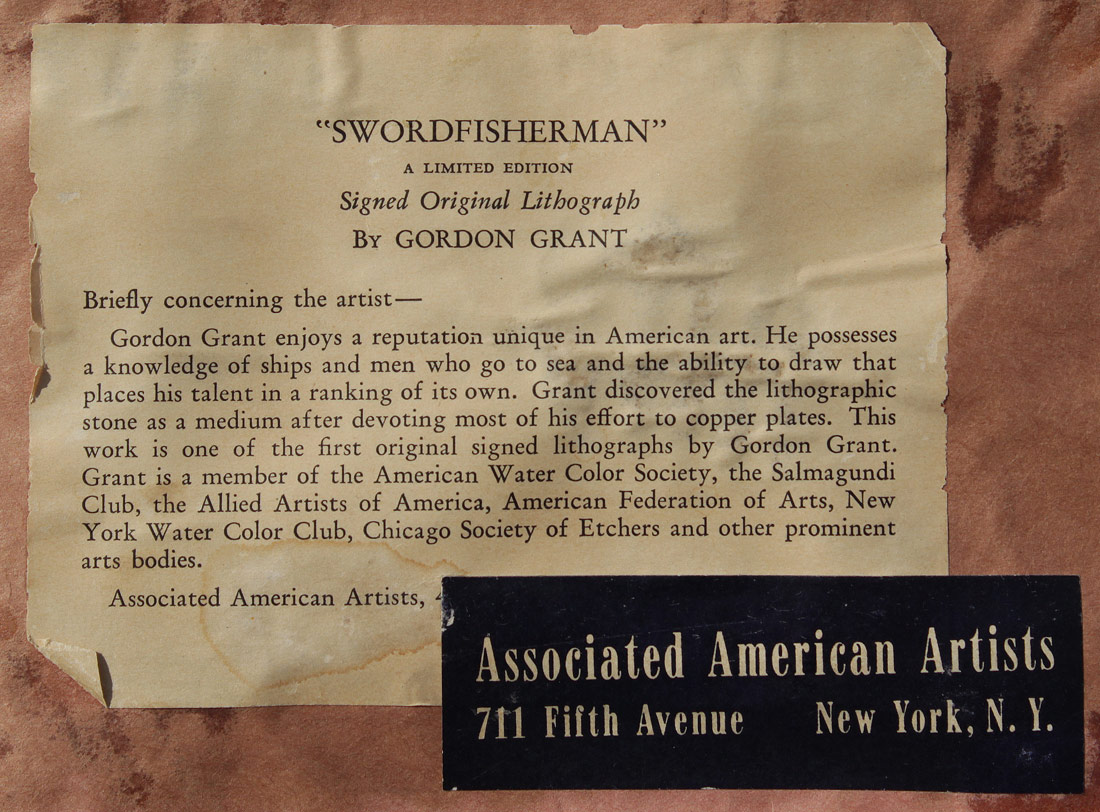 “SWORDFISHERMAN”
A LIMITED EDITION
Signed Original Lithograph
By GORDON GRANT
Briefly concerning the artist—
Gordon Grant enjoys a reputation unique in American art. He possesses
a knowledge of ships and men who go to sea and the ability to draw that
places his talent in a ranking of its own. Grant discovered the lithographic
stone as a medium after devoting most of his effort to copper plates. This
work is one of the first original signed lithographs by Gordon Grant.
Grant is a member of the American Water Color Society, the Salmagundi
Club, the Allied Artists of America, American Federation of Arts, New
York Water Color Club, Chicago Society of Etchers and other prominent
arts bodies.
Associated American Artists,
Associated American Artists
711 Fifth Avenue New York, N. Y.